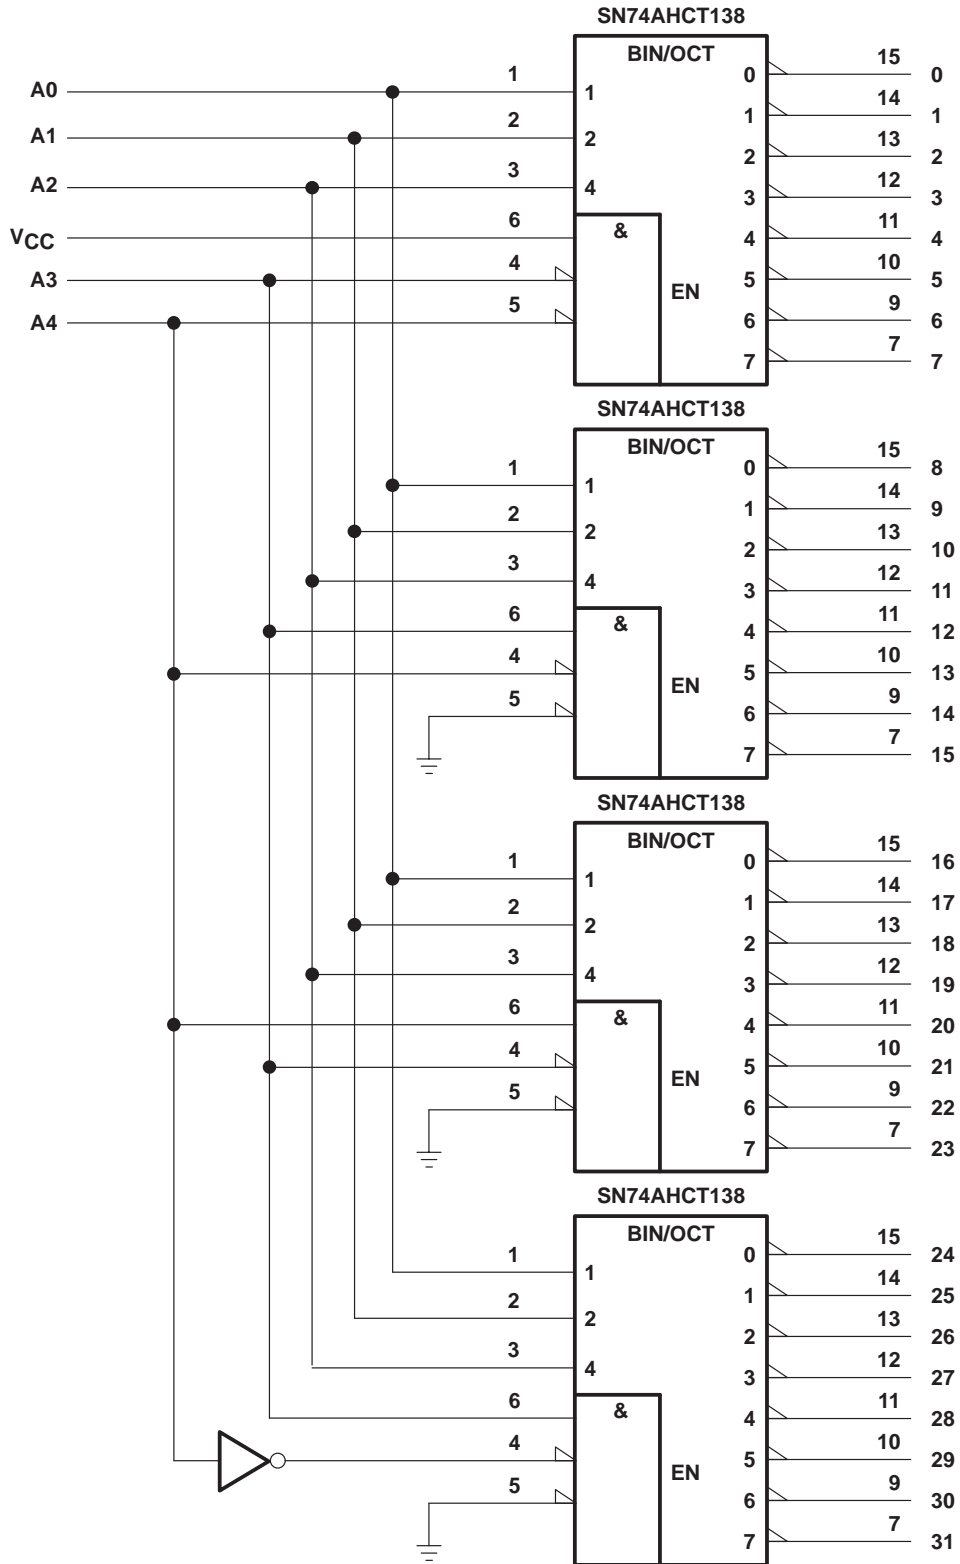 SN74AHCT138
BIN/OCT
A0 1 1 0 15 0
A1 2 2 1 14 1
A2 3 4 2 13 2
3 12 3
VCC 6 & 4 11 4
A3 4 5 10 5
EN
A4 5 6 9 6
7 7 7
SN74AHCT138
BIN/OCT
1 1 0 15 8
2 2 1 14 9
2 13 10
3 4 3 12 11
6 & 4 11 12
4 5 10 13
EN
5 6 9 14
7 7 15
SN74AHCT138
BIN/OCT
1 1 0 15 16
2 2 1 14 17
2 13 18
3 4 3 12 19
6 & 4 11 20
4 5 10 21
EN
5 6 9 22
7 7 23
SN74AHCT138
BIN/OCT
1 1 0 15 24
2 2 1 14 25
2 13 26
3 4 3 12 27
6 & 4 11 28
4 5 10 29
EN
5 6 9 30
7 7 31